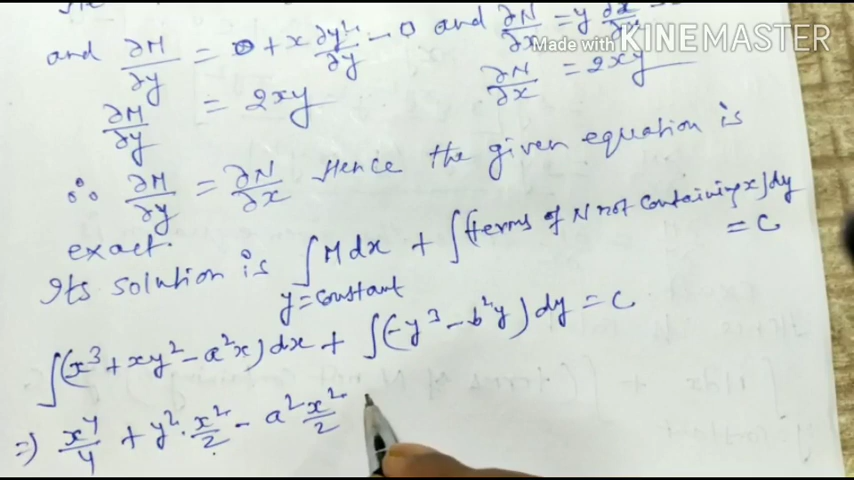 and ∂M/∂y = 0 + x ∂y²/∂y - 0 and ∂N/∂x = y
Made with KINEMASTER
∂M/∂y = 2xy ∂N/∂x = 2xy
∴ ∂M/∂y = ∂N/∂x Hence the given equation is
exact.
Its solution is ∫ M dx + ∫ (terms of N not containing x) dy = C
y = constant
∫(x³ + xy² - a²x) dx + ∫(-y³ - b²y) dy = C
⇒ x⁴/4 + y² · x²/2 - a² x²/2